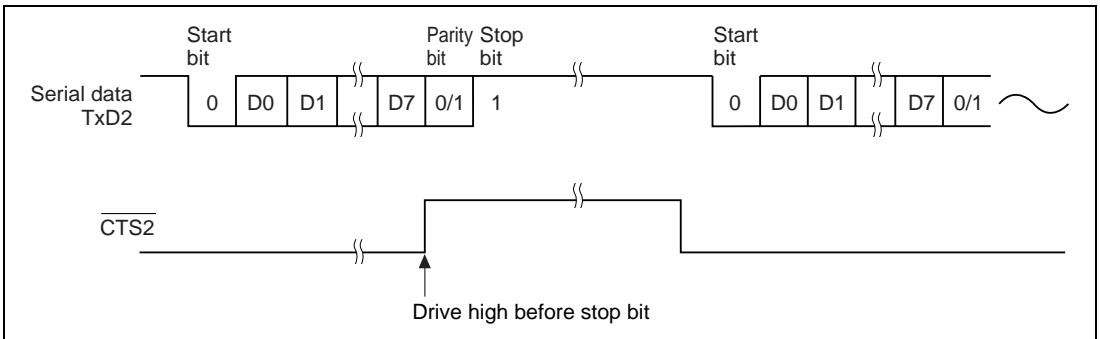 Start bit
Parity bit
Stop bit
Start bit
Serial data TxD2
0 D0 D1 D7 0/1 1 0 D0 D1 D7 0/1
CTS2
Drive high before stop bit